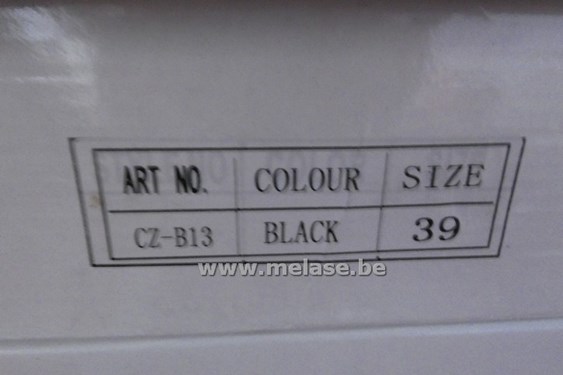 ART NO. COLOUR SIZE
CZ-B13 BLACK 39
www.melase.be